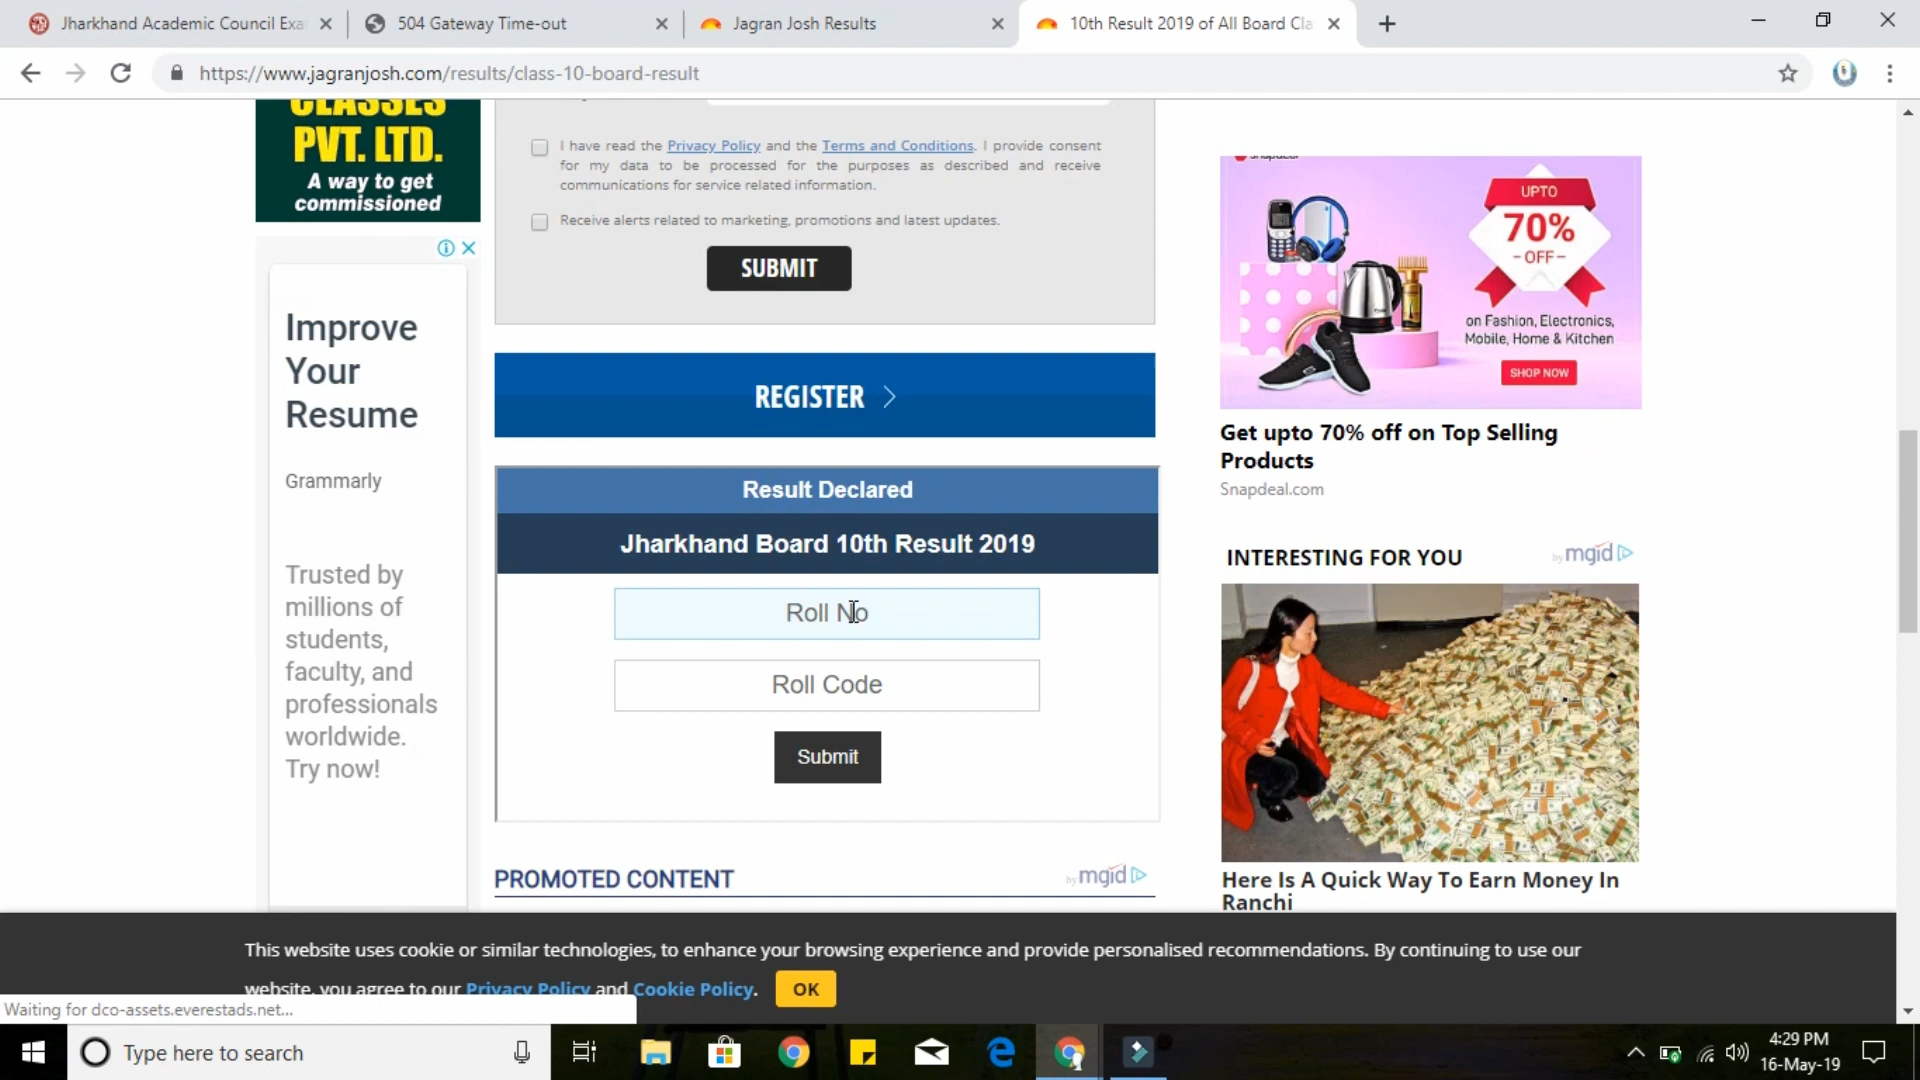 Jharkhand Academic Council Exa
504 Gateway Time-out
Jagran Josh Results
10th Result 2019 of All Board Cla
https://www.jagranjosh.com/results/class-10-board-result
CLASSES
PVT. LTD.
A way to get
commissioned
Improve
Your
Resume
Grammarly
Trusted by
millions of
students,
faculty, and
professionals
worldwide.
Try now!
I have read the Privacy Policy and the Terms and Conditions. I provide consent
for my data to be processed for the purposes as described and receive
communications for service related information.
Receive alerts related to marketing, promotions and latest updates.
SUBMIT
REGISTER
Result Declared
Jharkhand Board 10th Result 2019
Roll No
Roll Code
Submit
PROMOTED CONTENT
by mgid
UPTO
70%
- OFF -
on Fashion, Electronics,
Mobile, Home & Kitchen
SHOP NOW
Get upto 70% off on Top Selling
Products
Snapdeal.com
INTERESTING FOR YOU
by mgid
Here Is A Quick Way To Earn Money In
Ranchi
This website uses cookie or similar technologies, to enhance your browsing experience and provide personalised recommendations. By continuing to use our
website, you agree to our Privacy Policy and Cookie Policy.
OK
Waiting for dco-assets.everestads.net...
Type here to search
4:29 PM
16-May-19